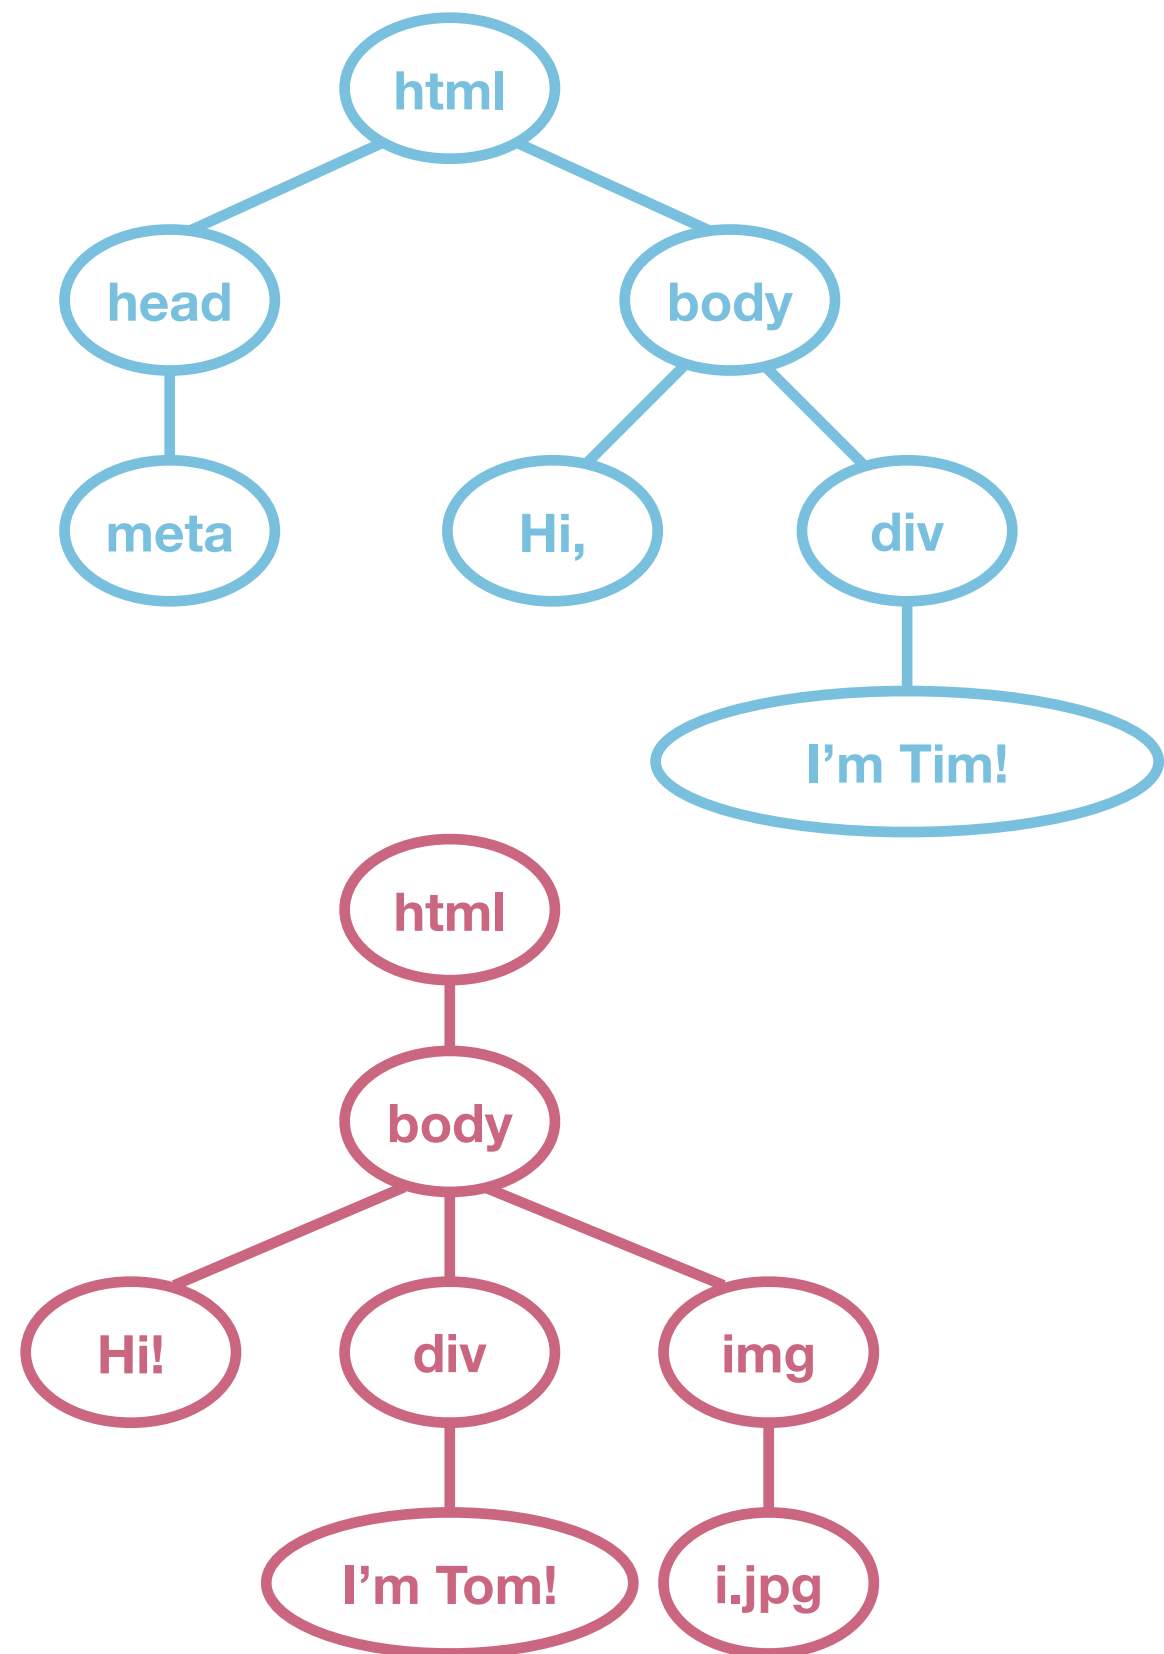 html
head
body
meta
Hi,
div
I’m Tim!
html
body
Hi!
div
img
I’m Tom!
i.jpg